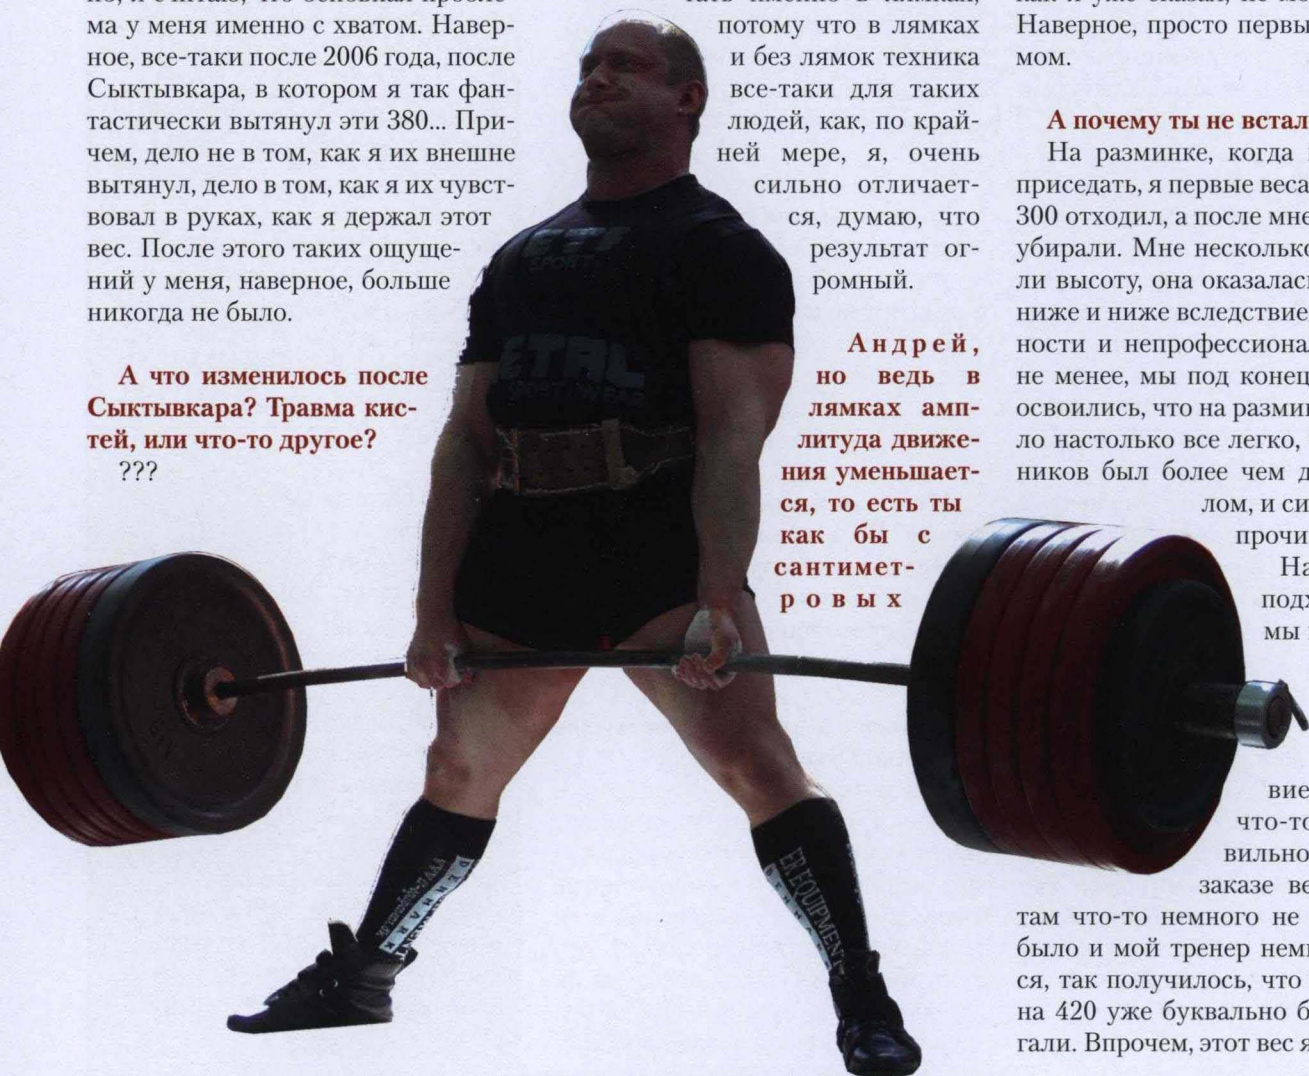 ма у меня именно с хватом. Навер-
ное, все-таки после 2006 года, после
Сыктывкара, в котором я так фан-
тастически вытянул эти 380... При-
чем, дело не в том, как я их внешне
вытянул, дело в том, как я их чувст-
вовал в руках, как я держал этот
вес. После этого таких ощуще-
ний у меня, наверное, больше
никогда не было.
А что изменилось после
Сыктывкара? Травма кис-
тей, или что-то другое?
???
потому что в лямках
и без лямок техника
все-таки для таких
людей, как, по край-
ней мере, я, очень
сильно отличает-
ся, думаю, что
результат ог-
ромный.
Андрей,
но ведь в
лямках амп-
литуда движе-
ния уменьшает-
ся, то есть ты
как бы с
сантимет-
ровых
Наверное, просто первы
мом.
А почему ты не встал
На разминке, когда
приседать, я первые веса
300 отходил, а после мне
убирали. Мне несколько
ли высоту, она оказалась
ниже и ниже вследствие
ности и непрофессионал
не менее, мы под конец
освоились, что на размин
ло настолько все легко,
ников был более чем д
лом, и си
прочи
На
подх
мы
вие
что-то
вильно
заказе ве
там что-то немного не
было и мой тренер нем
ся, так получилось, что
на 420 уже буквально б
гали. Впрочем, этот вес я
SPORT
ETAL
SPORTSWEAR
DENMARK
ER EQUIPMENT